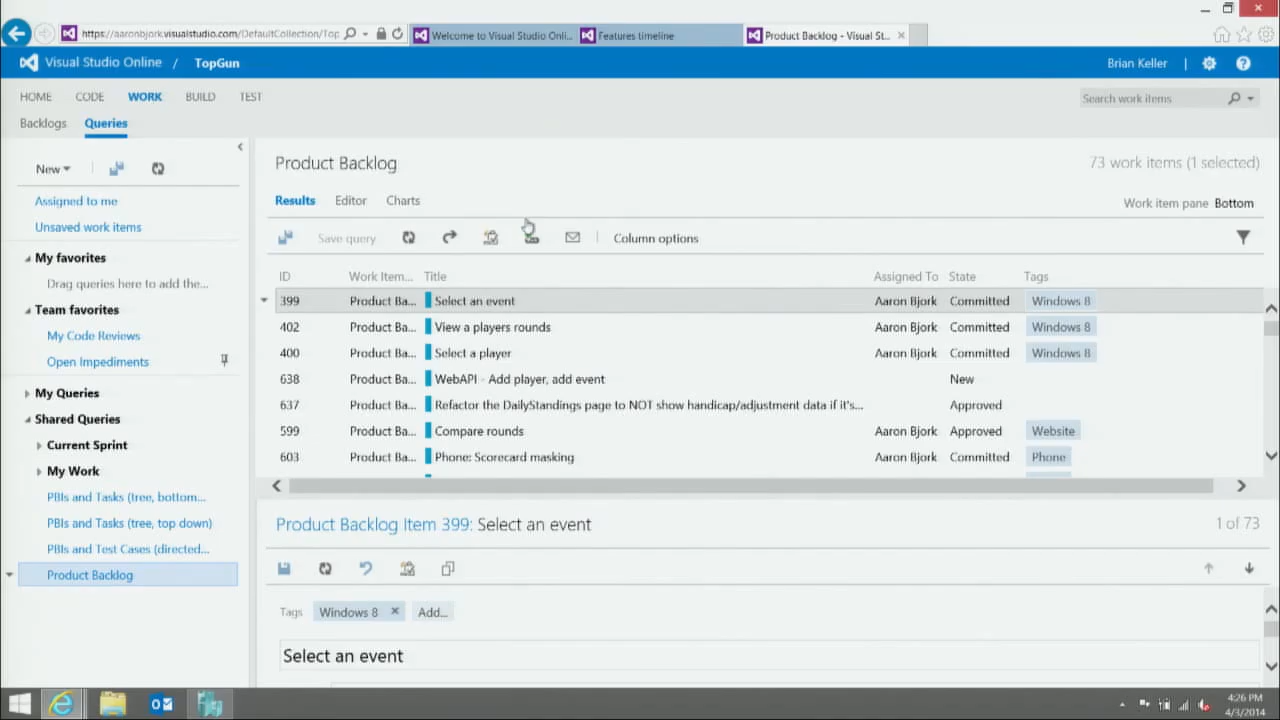 https://aaronbjork.visualstudio.com/DefaultCollection/Top
Welcome to Visual Studio Onli...
Features timeline
Product Backlog - Visual St...
Visual Studio Online / TopGun
Brian Keller
HOME CODE WORK BUILD TEST
Search work items
Backlogs Queries
New
Assigned to me
Unsaved work items
My favorites
Drag queries here to add the...
Team favorites
My Code Reviews
Open Impediments
My Queries
Shared Queries
Current Sprint
My Work
PBIs and Tasks (tree, bottom...
PBIs and Tasks (tree, top down)
PBIs and Test Cases (directed...
Product Backlog
Product Backlog
73 work items (1 selected)
Results Editor Charts
Work item pane Bottom
Save query
Column options
ID Work Item... Title Assigned To State Tags
399 Product Ba... Select an event Aaron Bjork Committed Windows 8
402 Product Ba... View a players rounds Aaron Bjork Committed Windows 8
400 Product Ba... Select a player Aaron Bjork Committed Windows 8
638 Product Ba... WebAPI - Add player, add event New
637 Product Ba... Refactor the DailyStandings page to NOT show handicap/adjustment data if it's... Approved
599 Product Ba... Compare rounds Aaron Bjork Approved Website
603 Product Ba... Phone: Scorecard masking Aaron Bjork Committed Phone
Product Backlog Item 399: Select an event
1 of 73
Tags Windows 8 Add...
Select an event
4:26 PM
4/3/2014